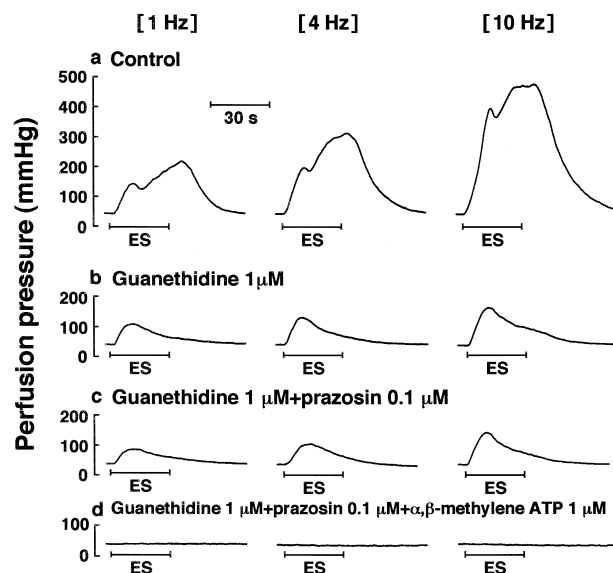 [1 Hz] [4 Hz] [10 Hz]
a Control
500
400
300
200
100
0
30 s
ES ES ES
b Guanethidine 1μM
200
100
0
ES ES ES
c Guanethidine 1 μM+prazosin 0.1 μM
200
100
0
ES ES ES
d Guanethidine 1 μM+prazosin 0.1 μM+α,β-methylene ATP 1 μM
100
0
ES ES ES
Perfusion pressure (mmHg)